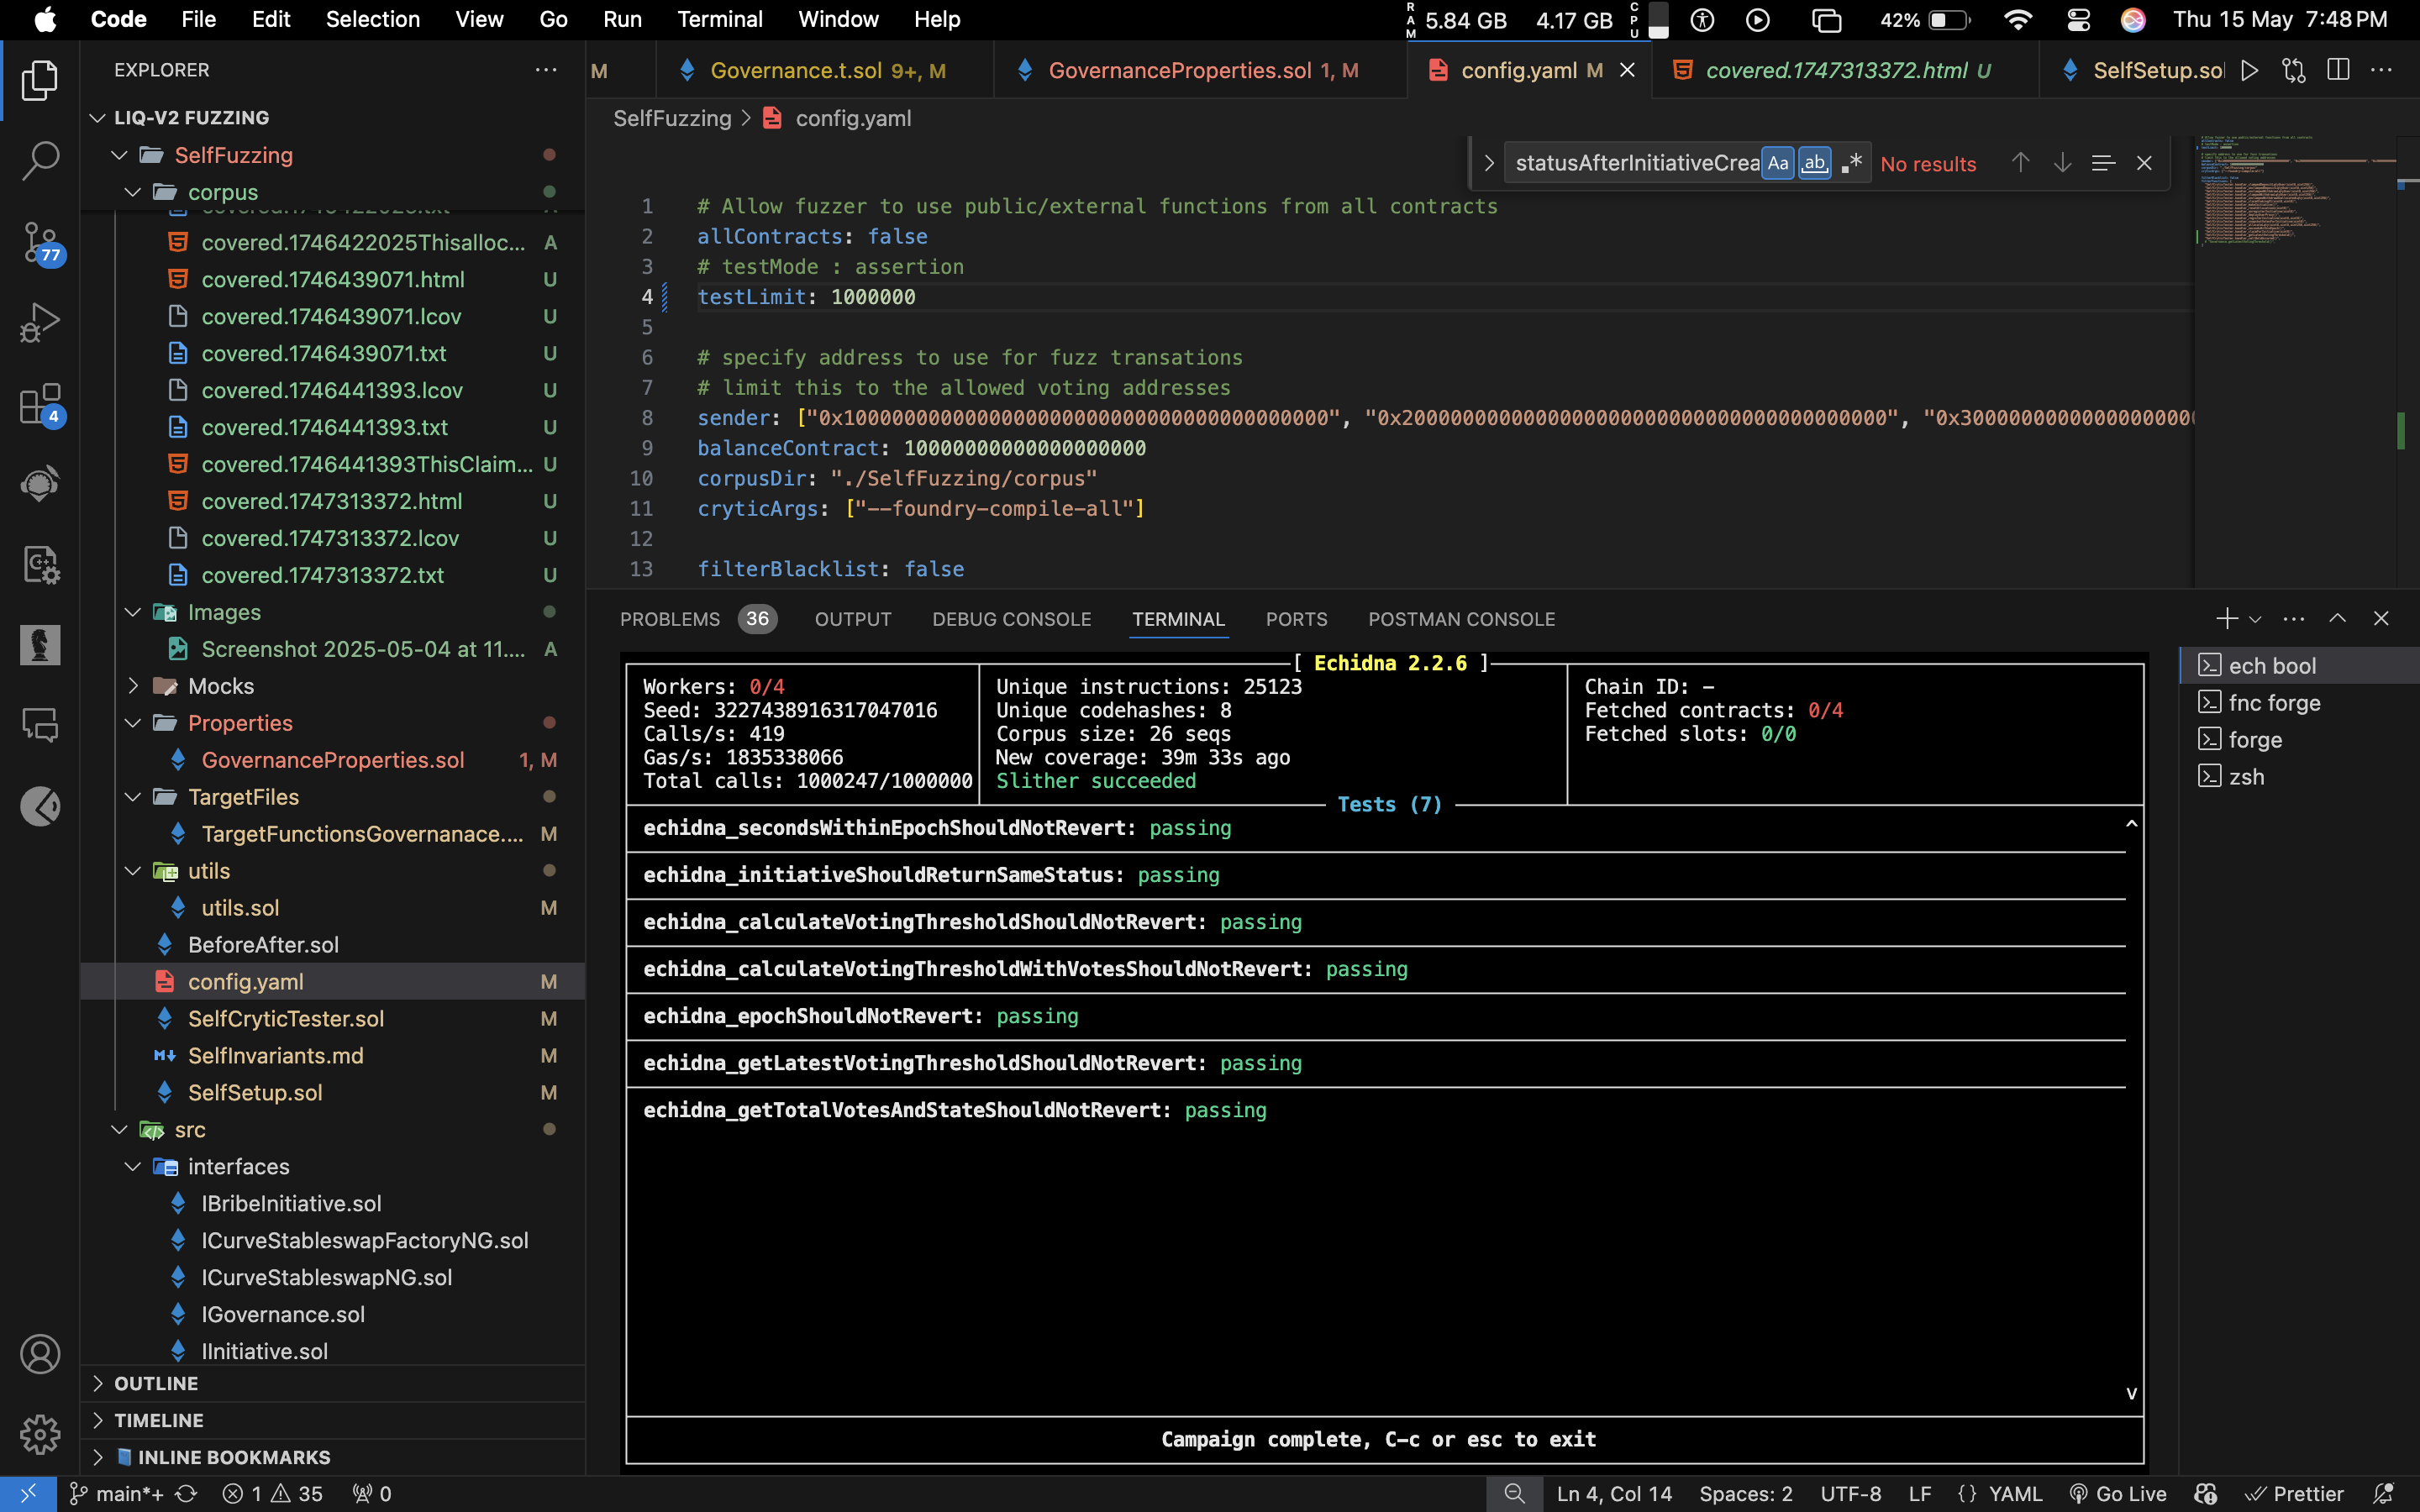 Code File Edit Selection View Go Run Terminal Window Help RAM 5.84 GB 4.17 GB CPU 42% Thu 15 May 7:48 PM
EXPLORER
LIQ-V2 FUZZING
SelfFuzzing
corpus
covered.1746422025Thisalloc... A
covered.1746439071.html U
covered.1746439071.lcov U
covered.1746439071.txt U
covered.1746441393.lcov U
covered.1746441393.txt U
covered.1746441393ThisClaim... U
covered.1747313372.html U
covered.1747313372.lcov U
covered.1747313372.txt U
Images
Screenshot 2025-05-04 at 11.... A
Mocks
Properties
GovernanceProperties.sol 1, M
TargetFiles
TargetFunctionsGovernanace.... M
utils
utils.sol M
BeforeAfter.sol
config.yaml M
SelfCryticTester.sol M
SelfInvariants.md M
SelfSetup.sol M
src
interfaces
IBribeInitiative.sol
ICurveStableswapFactoryNG.sol
ICurveStableswapNG.sol
IGovernance.sol
IInitiative.sol
OUTLINE
TIMELINE
INLINE BOOKMARKS
77
4
M Governance.t.sol 9+, M GovernanceProperties.sol 1, M config.yaml M covered.1747313372.html U SelfSetup.sol
SelfFuzzing > config.yaml
statusAfterInitiativeCrea Aa ab .* No results
1 # Allow fuzzer to use public/external functions from all contracts
2 allContracts: false
3 # testMode : assertion
4 testLimit: 1000000
5
6 # specify address to use for fuzz transations
7 # limit this to the allowed voting addresses
8 sender: ["0x1000000000000000000000000000000000000000", "0x2000000000000000000000000000000000000000", "0x3000000000000000000
9 balanceContract: 10000000000000000000
10 corpusDir: "./SelfFuzzing/corpus"
11 cryticArgs: ["--foundry-compile-all"]
12
13 filterBlacklist: false
PROBLEMS 36 OUTPUT DEBUG CONSOLE TERMINAL PORTS POSTMAN CONSOLE
[ Echidna 2.2.6 ]
Workers: 0/4
Seed: 3227438916317047016
Calls/s: 419
Gas/s: 1835338066
Total calls: 1000247/1000000
Unique instructions: 25123
Unique codehashes: 8
Corpus size: 26 seqs
New coverage: 39m 33s ago
Slither succeeded
Chain ID: -
Fetched contracts: 0/4
Fetched slots: 0/0
Tests (7)
echidna_secondsWithinEpochShouldNotRevert: passing
echidna_initiativeShouldReturnSameStatus: passing
echidna_calculateVotingThresholdShouldNotRevert: passing
echidna_calculateVotingThresholdWithVotesShouldNotRevert: passing
echidna_epochShouldNotRevert: passing
echidna_getLatestVotingThresholdShouldNotRevert: passing
echidna_getTotalVotesAndStateShouldNotRevert: passing
^
v
Campaign complete, C-c or esc to exit
ech bool
fnc forge
forge
zsh
main*+ 1 35 0 Ln 4, Col 14 Spaces: 2 UTF-8 LF {} YAML Go Live Prettier